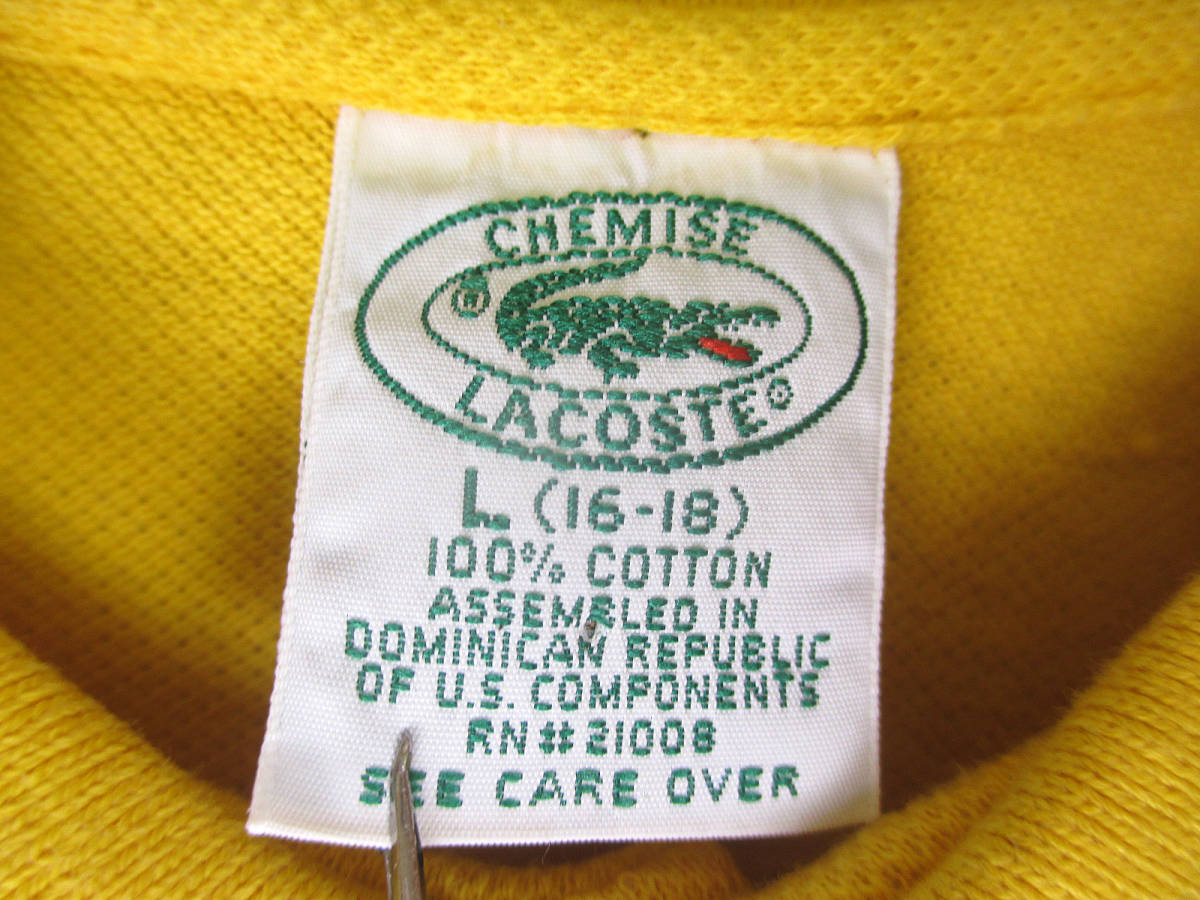 CHEMISE
LACOSTE®
L (16-18)
100% COTTON
ASSEMBLED IN
DOMINICAN REPUBLIC
OF U.S. COMPONENTS
RN#21008
SEE CARE OVER